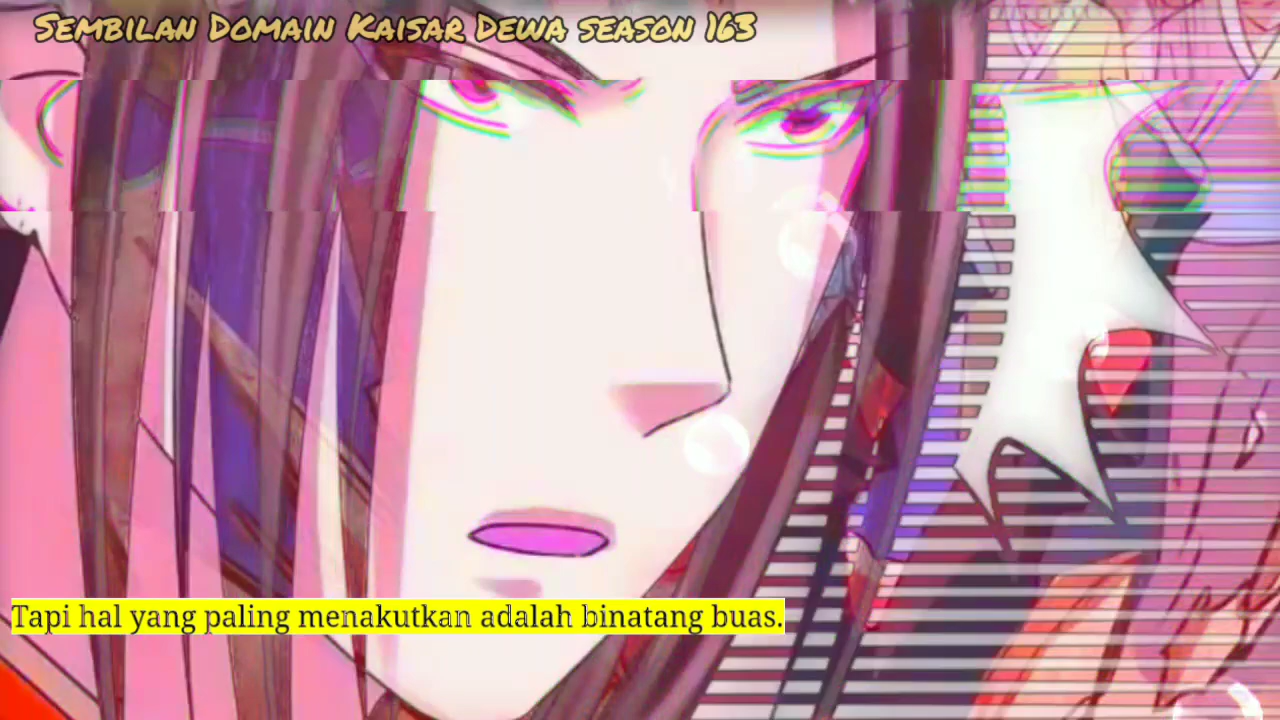 Sembilan Domain Kaisar Dewa season 163
Tapi hal yang paling menakutkan adalah binatang buas.